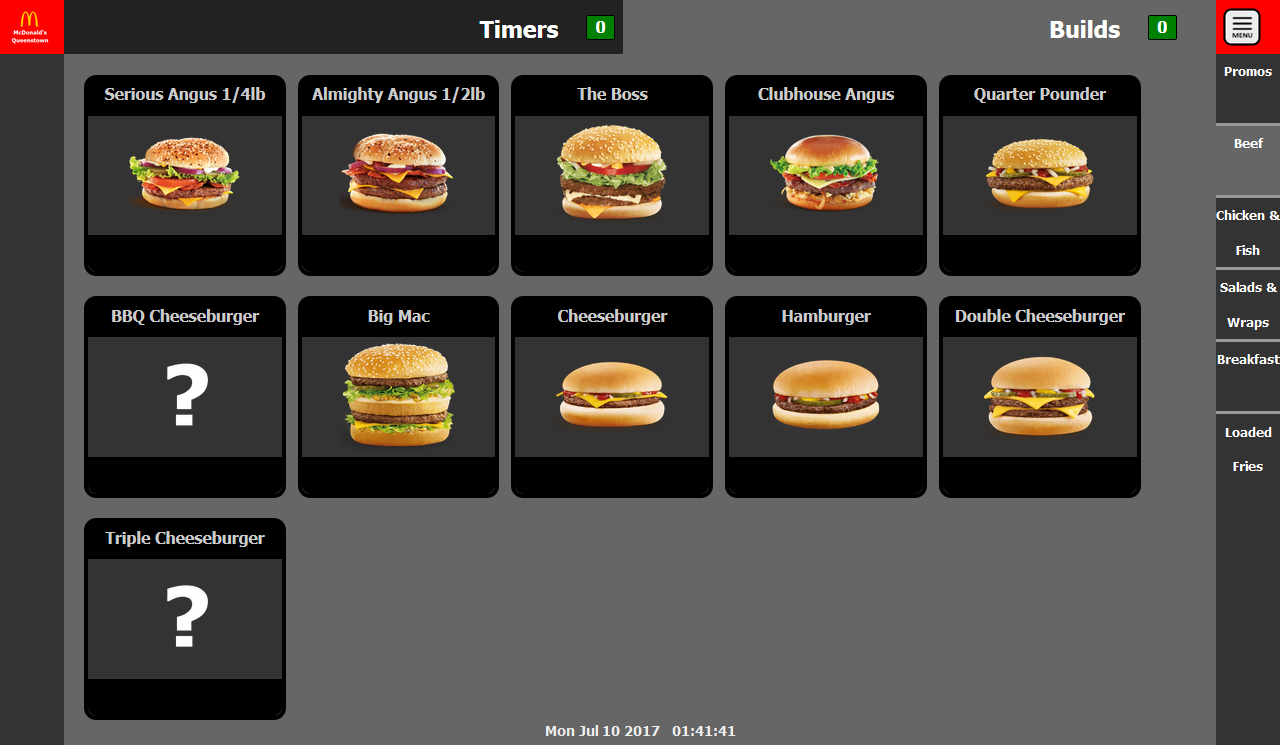 McDonald's
Queenstown
Timers 0
Builds 0
MENU
Serious Angus 1/4lb
Almighty Angus 1/2lb
The Boss
Clubhouse Angus
Quarter Pounder
BBQ Cheeseburger
?
Big Mac
Cheeseburger
Hamburger
Double Cheeseburger
Triple Cheeseburger
?
Promos
Beef
Chicken &
Fish
Salads &
Wraps
Breakfast
Loaded
Fries
Mon Jul 10 2017 01:41:41